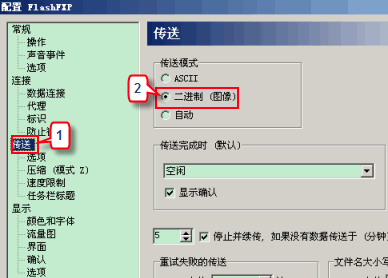 配置 FlashFXP
常规
操作
声音事件
选项
连接
数据连接
代理
标识
防止
1
传送
选项
压缩 (模式 Z)
速度限制
任务栏标题
显示
颜色和字体
流量图
界面
确认
选项
传送
传送模式
ASCII
2
二进制 (图像)
自动
传送完成时 (默认)
空闲
显示确认
5
停止并续传, 如果没有数据传送于 (分钟
重试失败的传送
文件名大小写